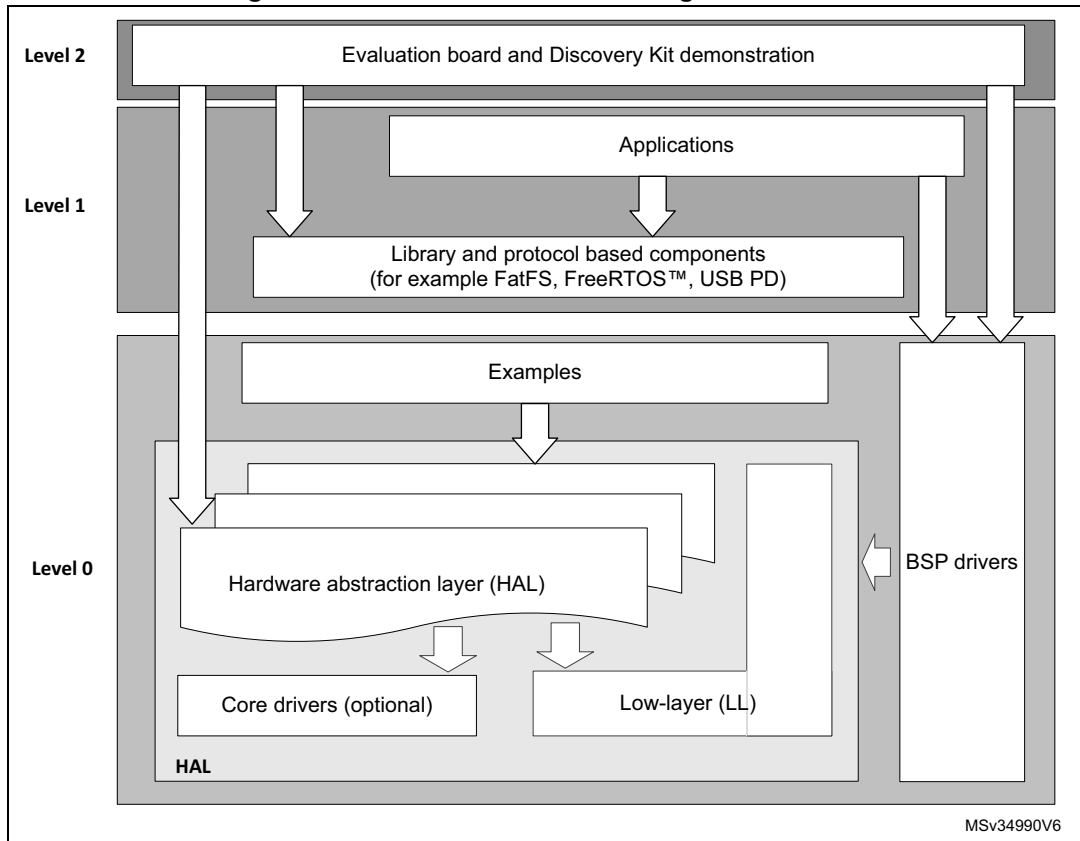 Level 2
Evaluation board and Discovery Kit demonstration
Applications
Level 1
Library and protocol based components
(for example FatFS, FreeRTOS™, USB PD)
Examples
Level 0
Hardware abstraction layer (HAL)
BSP drivers
Core drivers (optional)
Low-layer (LL)
HAL
MSv34990V6